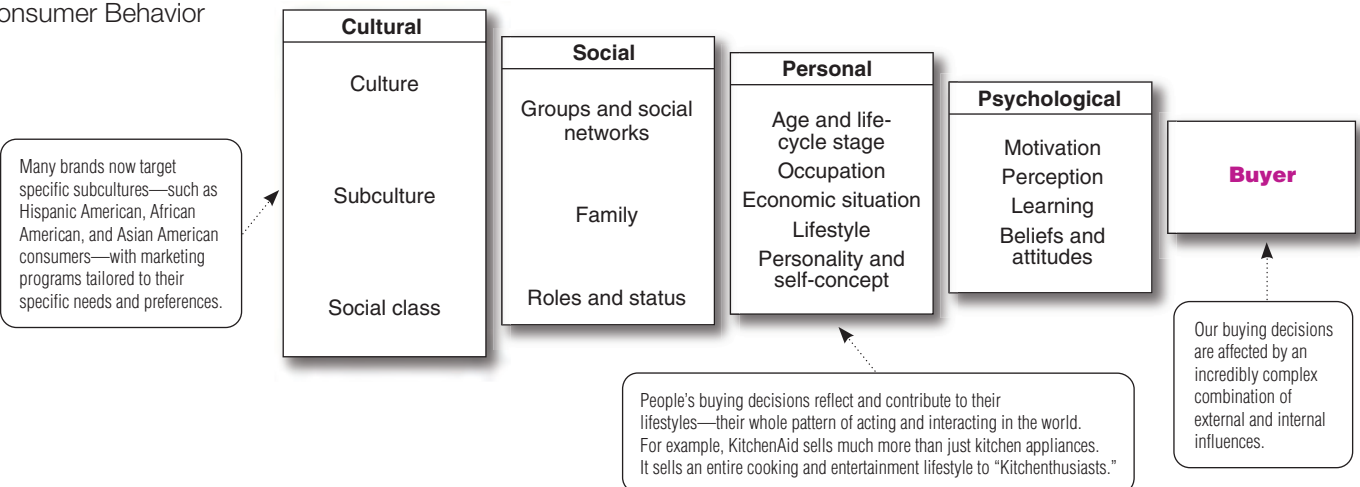 onsumer Behavior
Cultural
Culture
Subculture
Social class
Social
Groups and social
networks
Family
Roles and status
Personal
Age and life-
cycle stage
Occupation
Economic situation
Lifestyle
Personality and
self-concept
Psychological
Motivation
Perception
Learning
Beliefs and
attitudes
Buyer
Many brands now target
specific subcultures—such as
Hispanic American, African
American, and Asian American
consumers—with marketing
programs tailored to their
specific needs and preferences.
People's buying decisions reflect and contribute to their
lifestyles—their whole pattern of acting and interacting in the world.
For example, KitchenAid sells much more than just kitchen appliances.
It sells an entire cooking and entertainment lifestyle to “Kitchenthusiasts.”
Our buying decisions
are affected by an
incredibly complex
combination of
external and internal
influences.